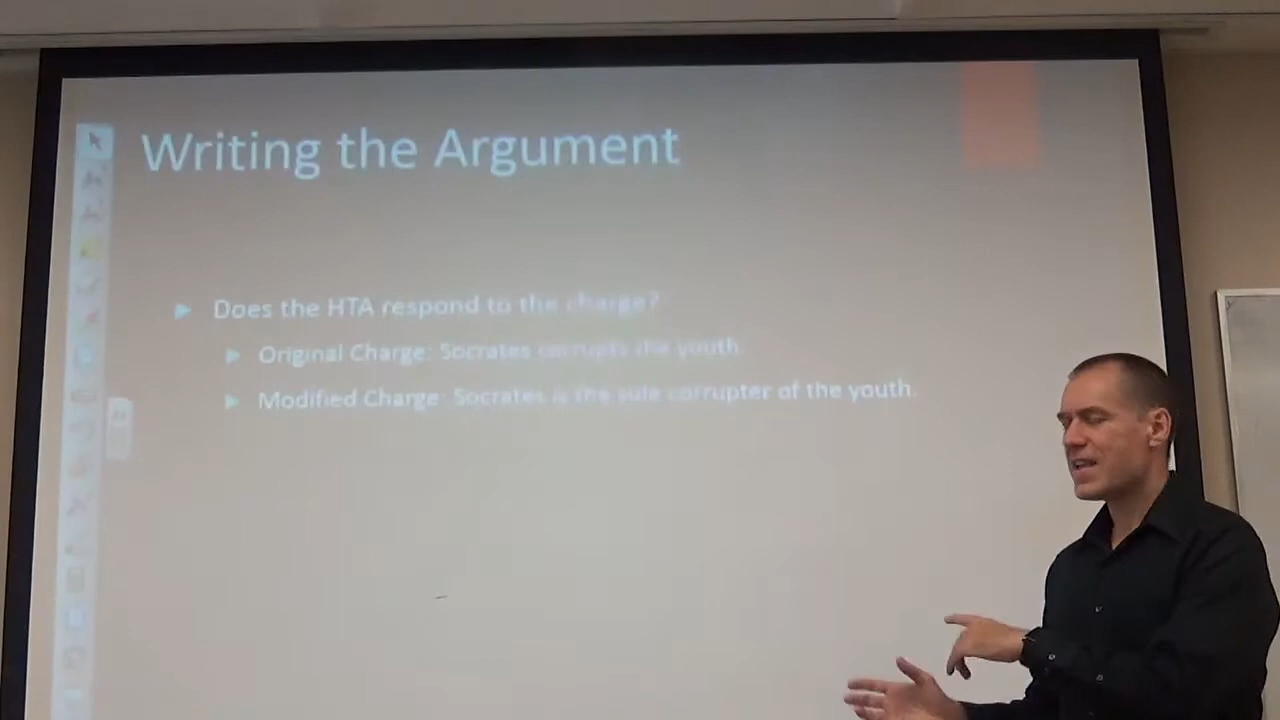 Writing the Argument
Does the HTA respond to the charge?
Original Charge: Socrates corrupts the youth.
Modified Charge: Socrates is the sole corrupter of the youth.